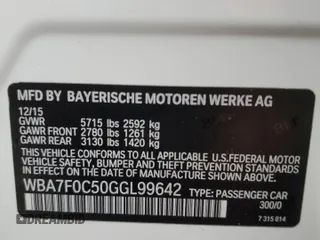 MFD BY BAYERISCHE MOTOREN WERKE AG
12/15
GVWR 5715 lbs 2592 kg
GAWR FRONT 2780 lbs 1261 kg
GAWR REAR 3130 lbs 1420 kg
THIS VEHICLE CONFORMS TO ALL APPLICABLE
FEDERAL MOTOR VEHICLE SAFETY, BUMPER AND
THEFT PREVENTION STANDARDS IN EFFECT ON
THE DATE OF MANUFACTURE SHOWN ABOVE.
WBA7F0C50GGL99642 TYPE: PASSENGER CAR
300/0
7 315 814